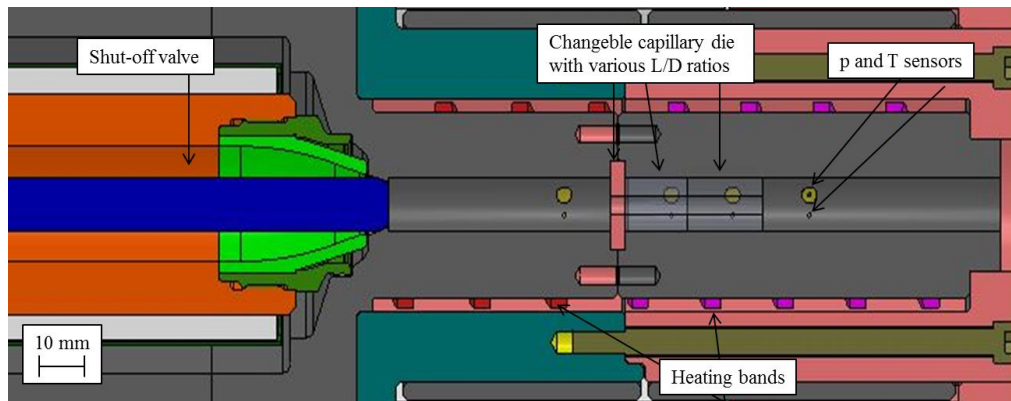 Shut-off valve
Changeble capillary die
with various L/D ratios
p and T sensors
10 mm
Heating bands